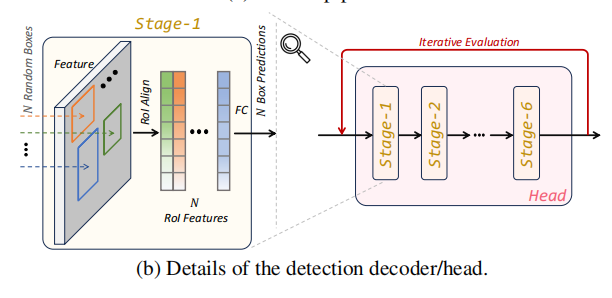 Stage-1
N Random Boxes
Feature
RoI Align
FC
N Box Predictions
N
RoI Features
Iterative Evaluation
Stage-1
Stage-2
Stage-6
Head
(b) Details of the detection decoder/head.